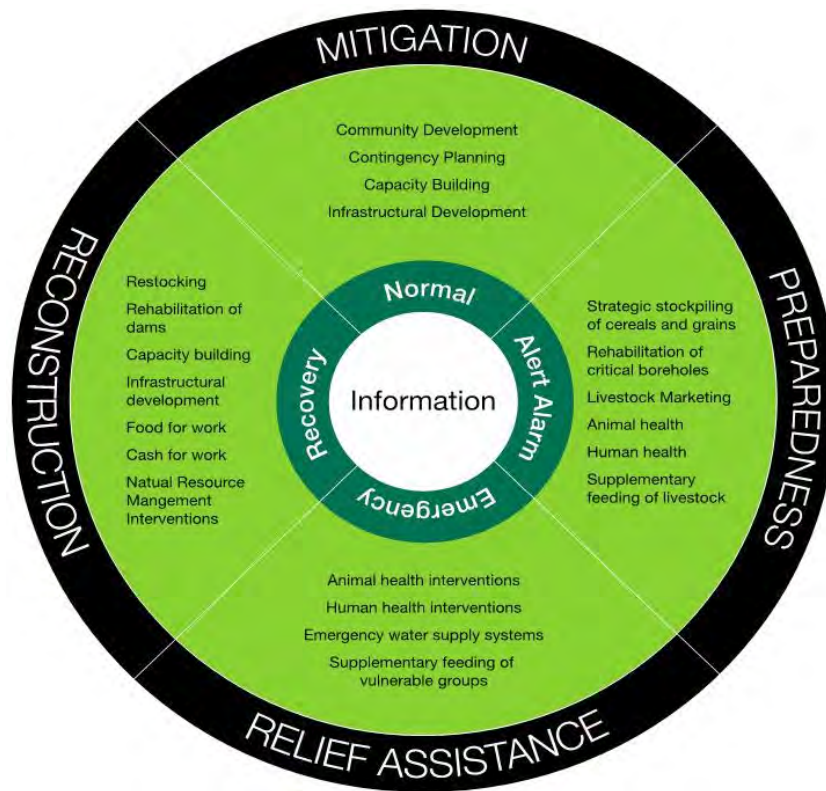 MITIGATION
Community Development
Contingency Planning
Capacity Building
Infrastructural Development
PREPAREDNESS
Strategic stockpiling
of cereals and grains
Rehabilitation of
critical boreholes
Livestock Marketing
Animal health
Human health
Supplementary
feeding of livestock
RELIEF ASSISTANCE
Animal health interventions
Human health interventions
Emergency water supply systems
Supplementary feeding of
vulnerable groups
RECONSTRUCTION
Restocking
Rehabilitation of
dams
Capacity building
Infrastructural
development
Food for work
Cash for work
Natual Resource
Mangement
Interventions
Normal
Alert Alarm
Emergency
Recovery
Information